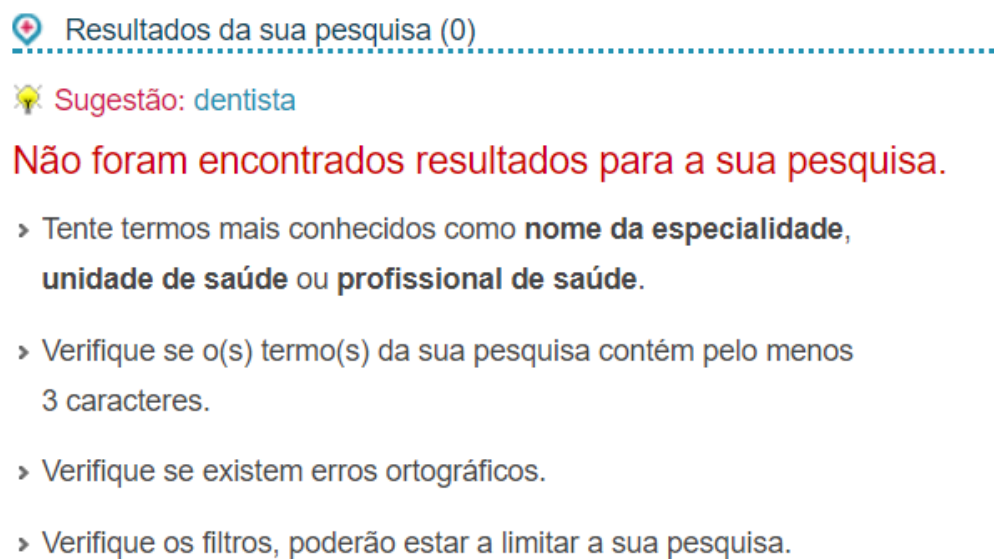 Resultados da sua pesquisa (0)
Sugestão: dentista
Não foram encontrados resultados para a sua pesquisa.
Tente termos mais conhecidos como nome da especialidade,
unidade de saúde ou profissional de saúde.
Verifique se o(s) termo(s) da sua pesquisa contém pelo menos
3 caracteres.
Verifique se existem erros ortográficos.
Verifique os filtros, poderão estar a limitar a sua pesquisa.